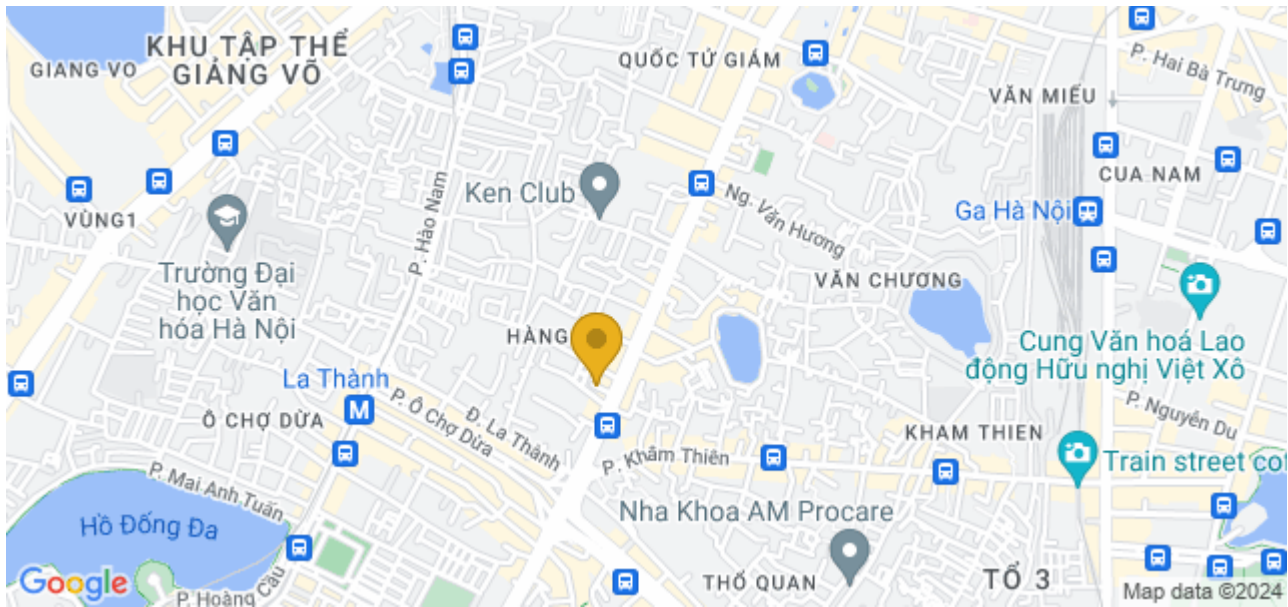 KHU TẬP THỂ
GIẢNG VÕ
GIANG VO
QUỐC TỬ GIÁM
P. Hai Bà Trưng
VĂN MIẾU
CUA NAM
Ken Club
Ng. Văn Hương
Ga Hà Nội
VÙNG1
P. Hào Nam
Trường Đại
học Văn
hóa Hà Nội
VĂN CHƯƠNG
HÀNG
Cung Văn hoá Lao
động Hữu nghị Việt Xô
La Thành
M
P. Ô Chợ Dừa
Đ. La Thành
Ô CHỢ DỪA
P. Nguyễn Du
KHAM THIEN
P. Khâm Thiên
Train street cof
P. Mai Anh Tuấn
Nha Khoa AM Procare
Hồ Đống Đa
THỔ QUAN
TỔ 3
P. Hoàng Cầu
Google
Map data ©2024